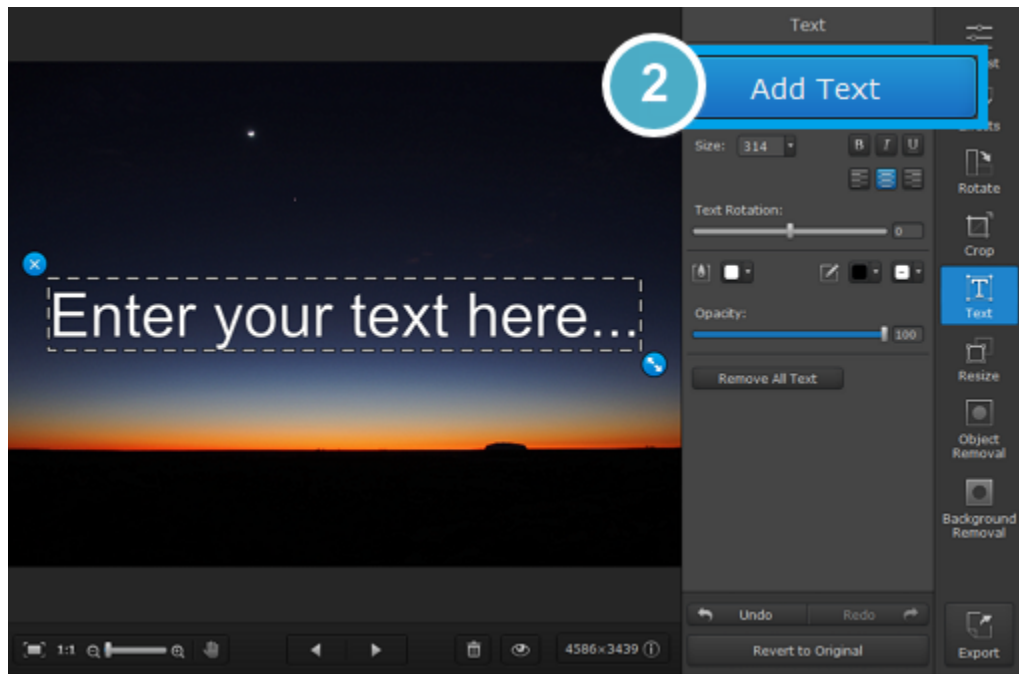 Text
2
Add Text
Size: 314
B I U
Text Rotation:
0
Opacity:
100
Remove All Text
Enter your text here...
Rotate
Crop
T
Text
Resize
Object
Removal
Background
Removal
Undo
Redo
Revert to Original
Export
1:1
4586×3439